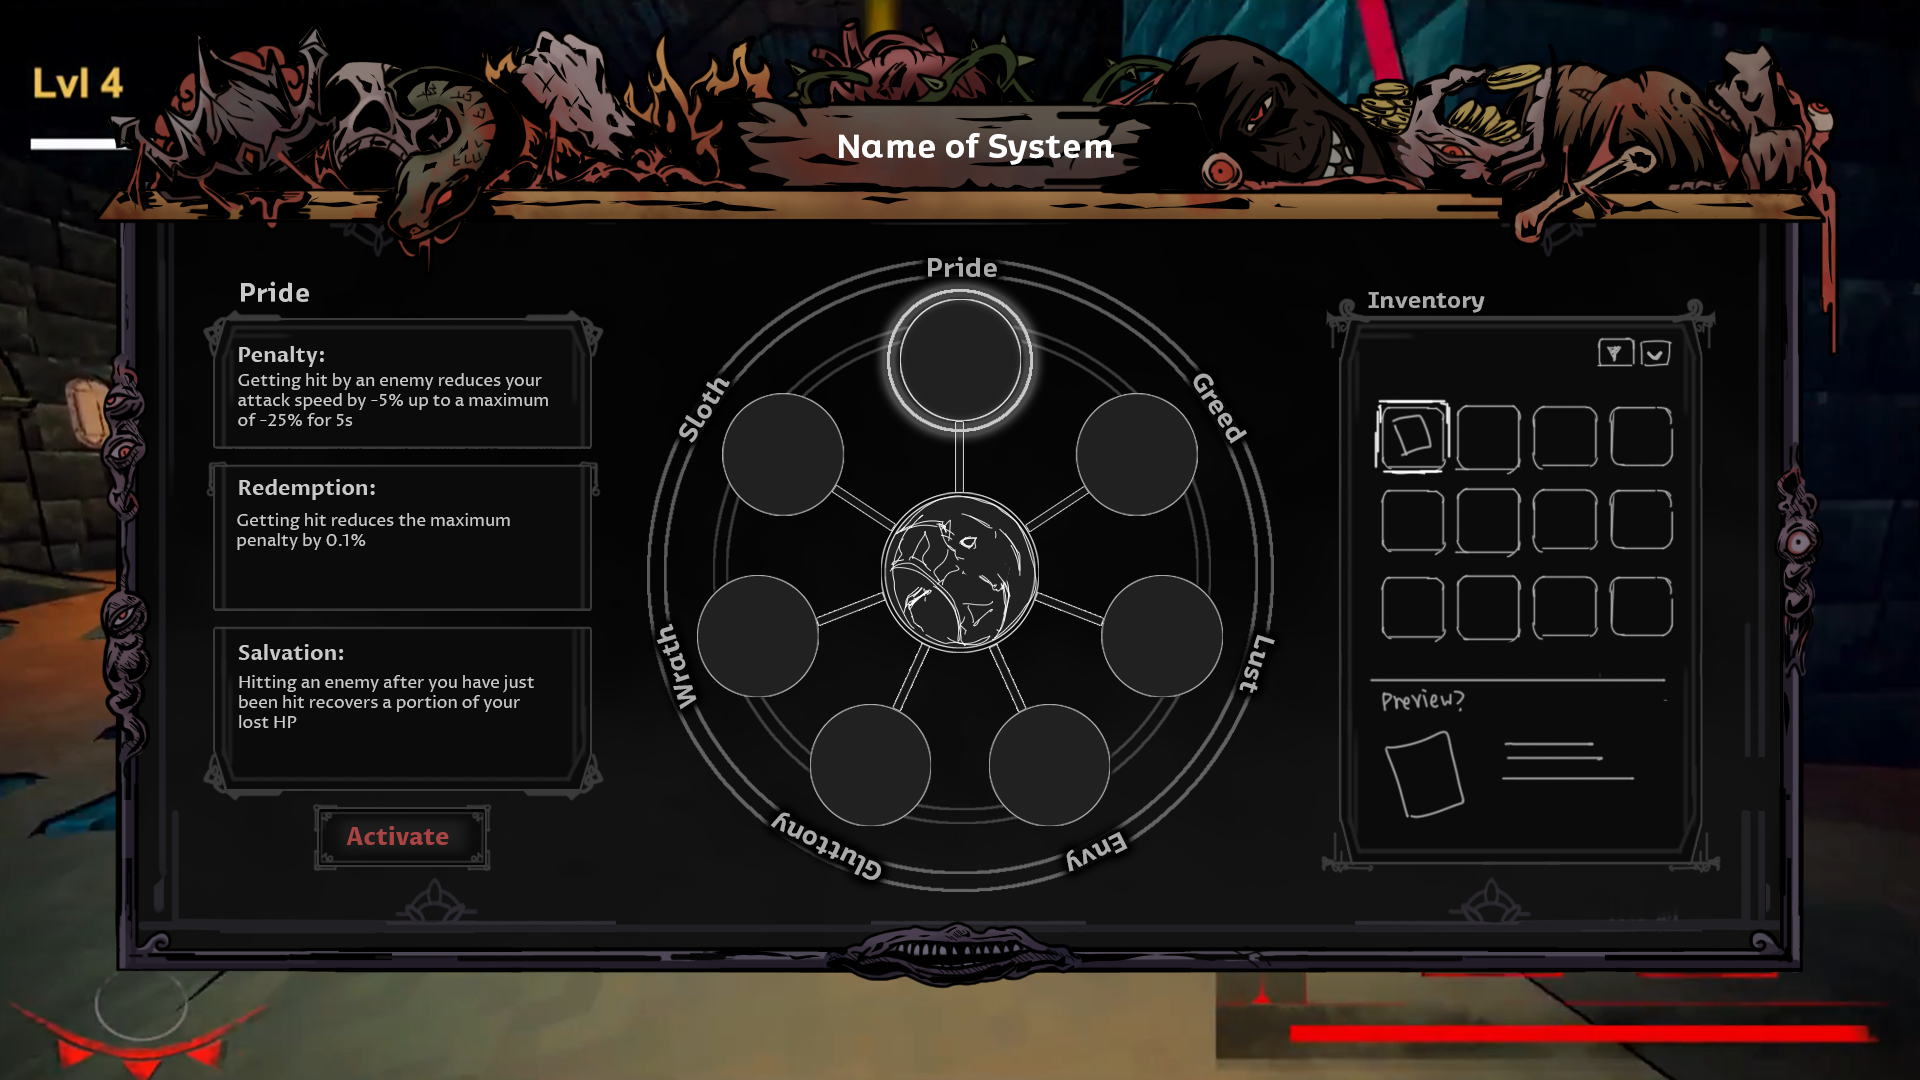 Lvl 4
Name of System
Pride
Penalty:
Getting hit by an enemy reduces your
attack speed by -5% up to a maximum
of -25% for 5s
Redemption:
Getting hit reduces the maximum
penalty by 0.1%
Salvation:
Hitting an enemy after you have just
been hit recovers a portion of your
lost HP
Activate
Pride
Greed
Lust
Envy
Gluttony
Wrath
Sloth
Inventory
Preview?